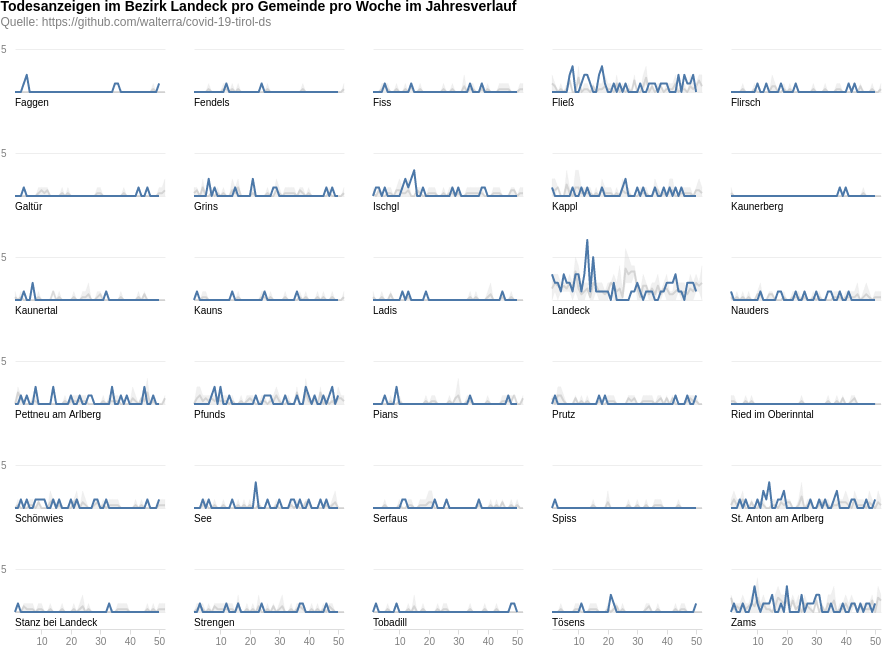 Todesanzeigen im Bezirk Landeck pro Gemeinde pro Woche im Jahresverlauf
Quelle: https://github.com/walterra/covid-19-tirol-ds
5
Faggen Fendels Fiss Fließ Flirsch
5
Galtür Grins Ischgl Kappl Kaunerberg
5
Kaunertal Kauns Ladis Landeck Nauders
5
Pettneu am Arlberg Pfunds Pians Prutz Ried im Oberinntal
5
Schönwies See Serfaus Spiss St. Anton am Arlberg
5
Stanz bei Landeck Strengen Tobadill Tösens Zams
10 20 30 40 50 10 20 30 40 50 10 20 30 40 50 10 20 30 40 50 10 20 30 40 50